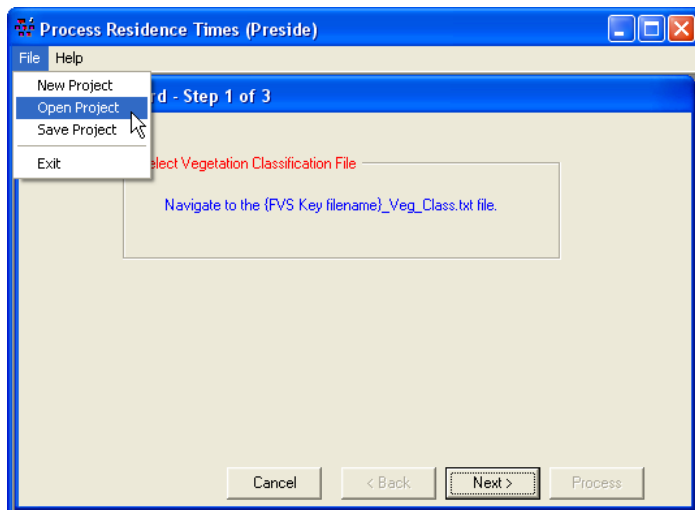 Process Residence Times (Preside)
File Help
New Project
Open Project
Save Project
Exit
rd - Step 1 of 3
elect Vegetation Classification File
Navigate to the {FVS Key filename}_Veg_Class.txt file.
Cancel < Back Next > Process